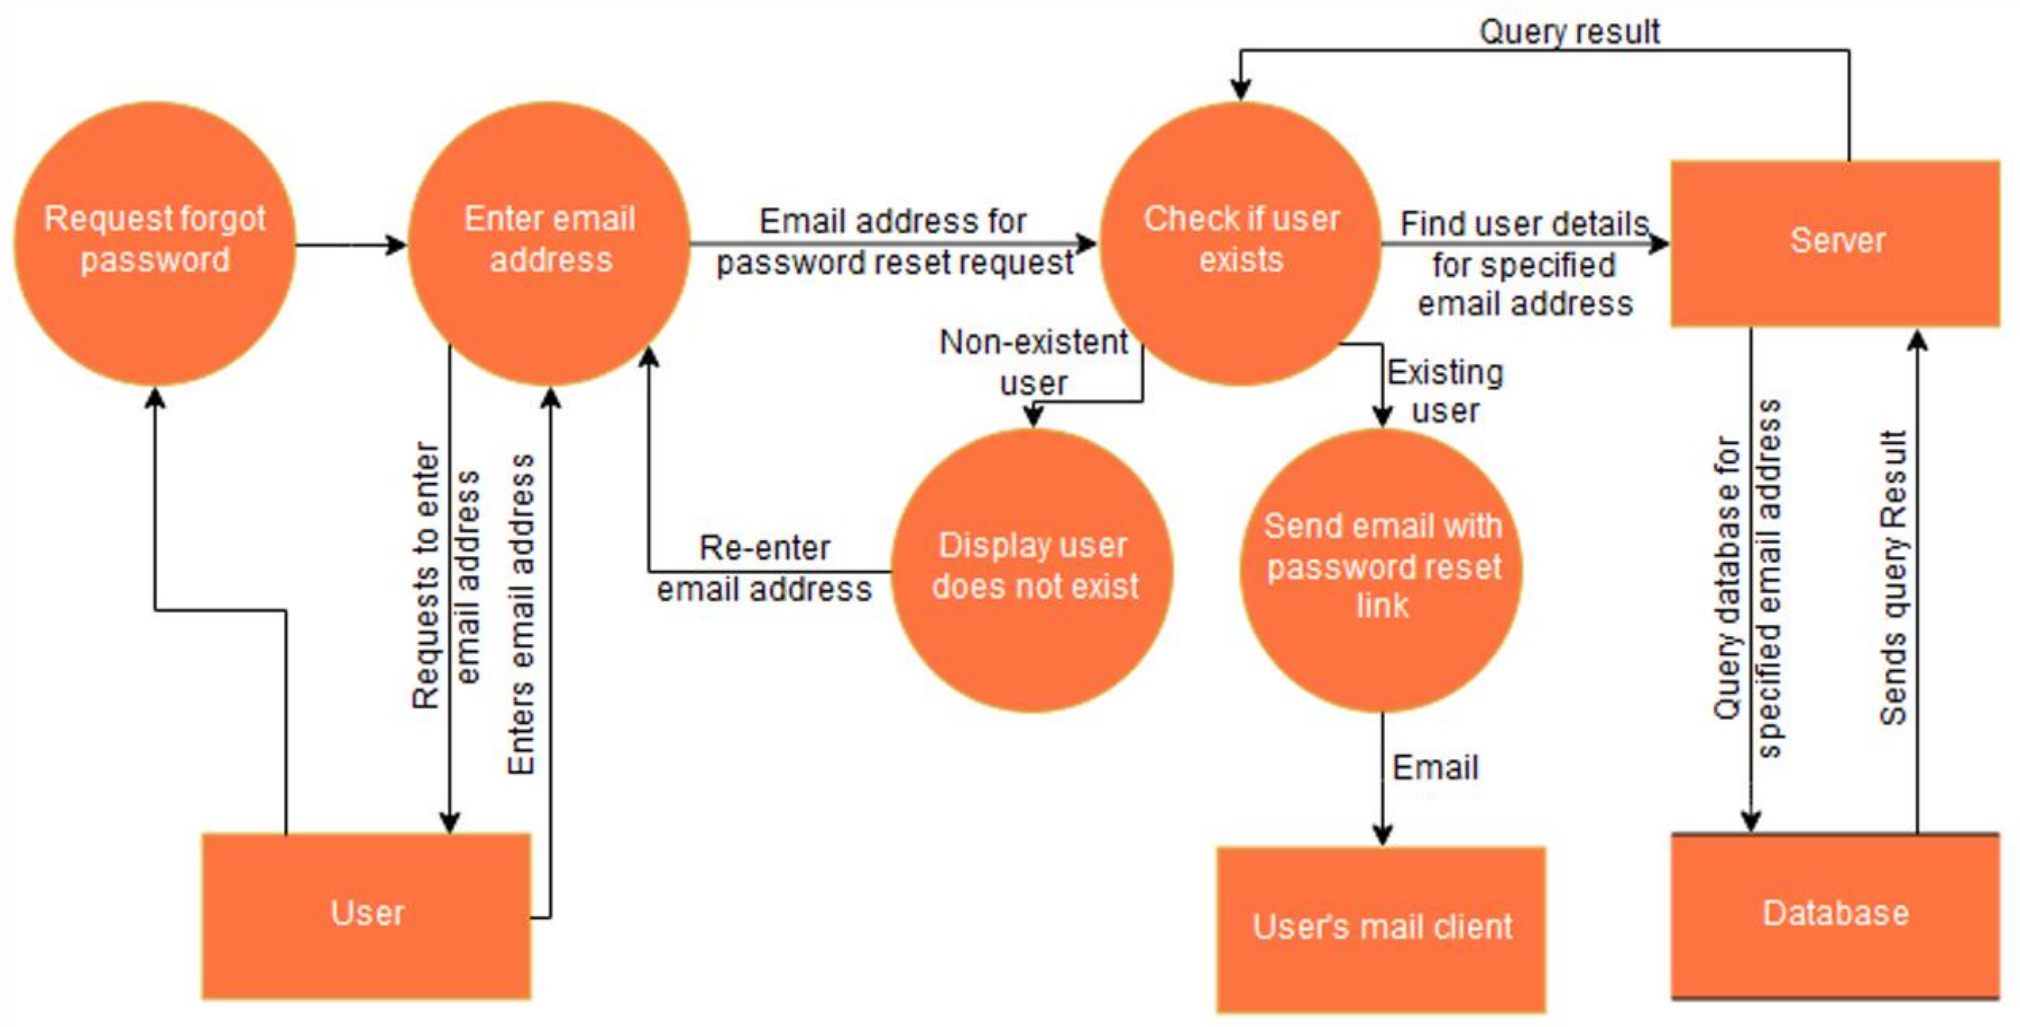 Query result
Request forgot
password
Enter email
address
Email address for
password reset request
Check if user
exists
Find user details
for specified
email address
Server
Non-existent
user
Existing
user
Requests to enter
email address
Enters email address
Re-enter
email address
Display user
does not exist
Send email with
password reset
link
Query database for
specified email address
Sends query Result
Email
User
User's mail client
Database